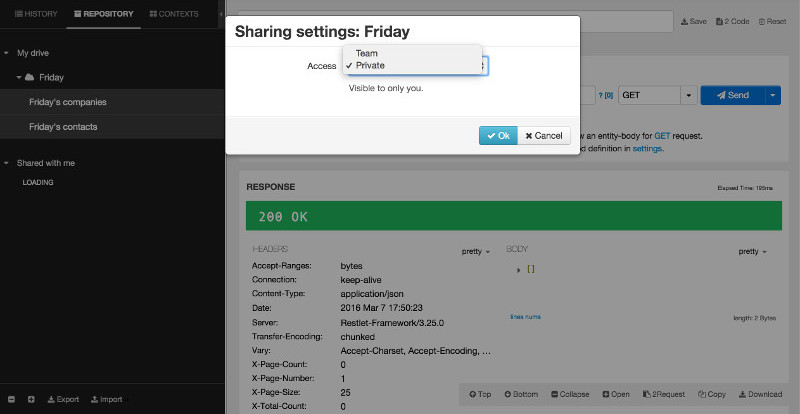 HISTORY REPOSITORY CONTEXTS
My drive
Friday
Friday's companies
Friday's contacts
Shared with me
LOADING
Export Import
Sharing settings: Friday
Access
Team
✓ Private
Visible to only you.
Ok Cancel
Save 2 Code Reset
? [0] GET Send
an entity-body for GET request.
d definition in settings.
RESPONSE
Elapsed Time: 195ms
200 OK
HEADERS pretty
BODY pretty
Accept-Ranges: bytes
Connection: keep-alive
Content-Type: application/json
Date: 2016 Mar 7 17:50:23
Server: Restlet-Framework/3.25.0
Transfer-Encoding: chunked
Vary: Accept-Charset, Accept-Encoding, ...
X-Page-Count: 0
X-Page-Number: 1
X-Page-Size: 25
X-Total-Count: 0
[]
lines nums
length: 2 Bytes
Top Bottom Collapse Open 2Request Copy Download